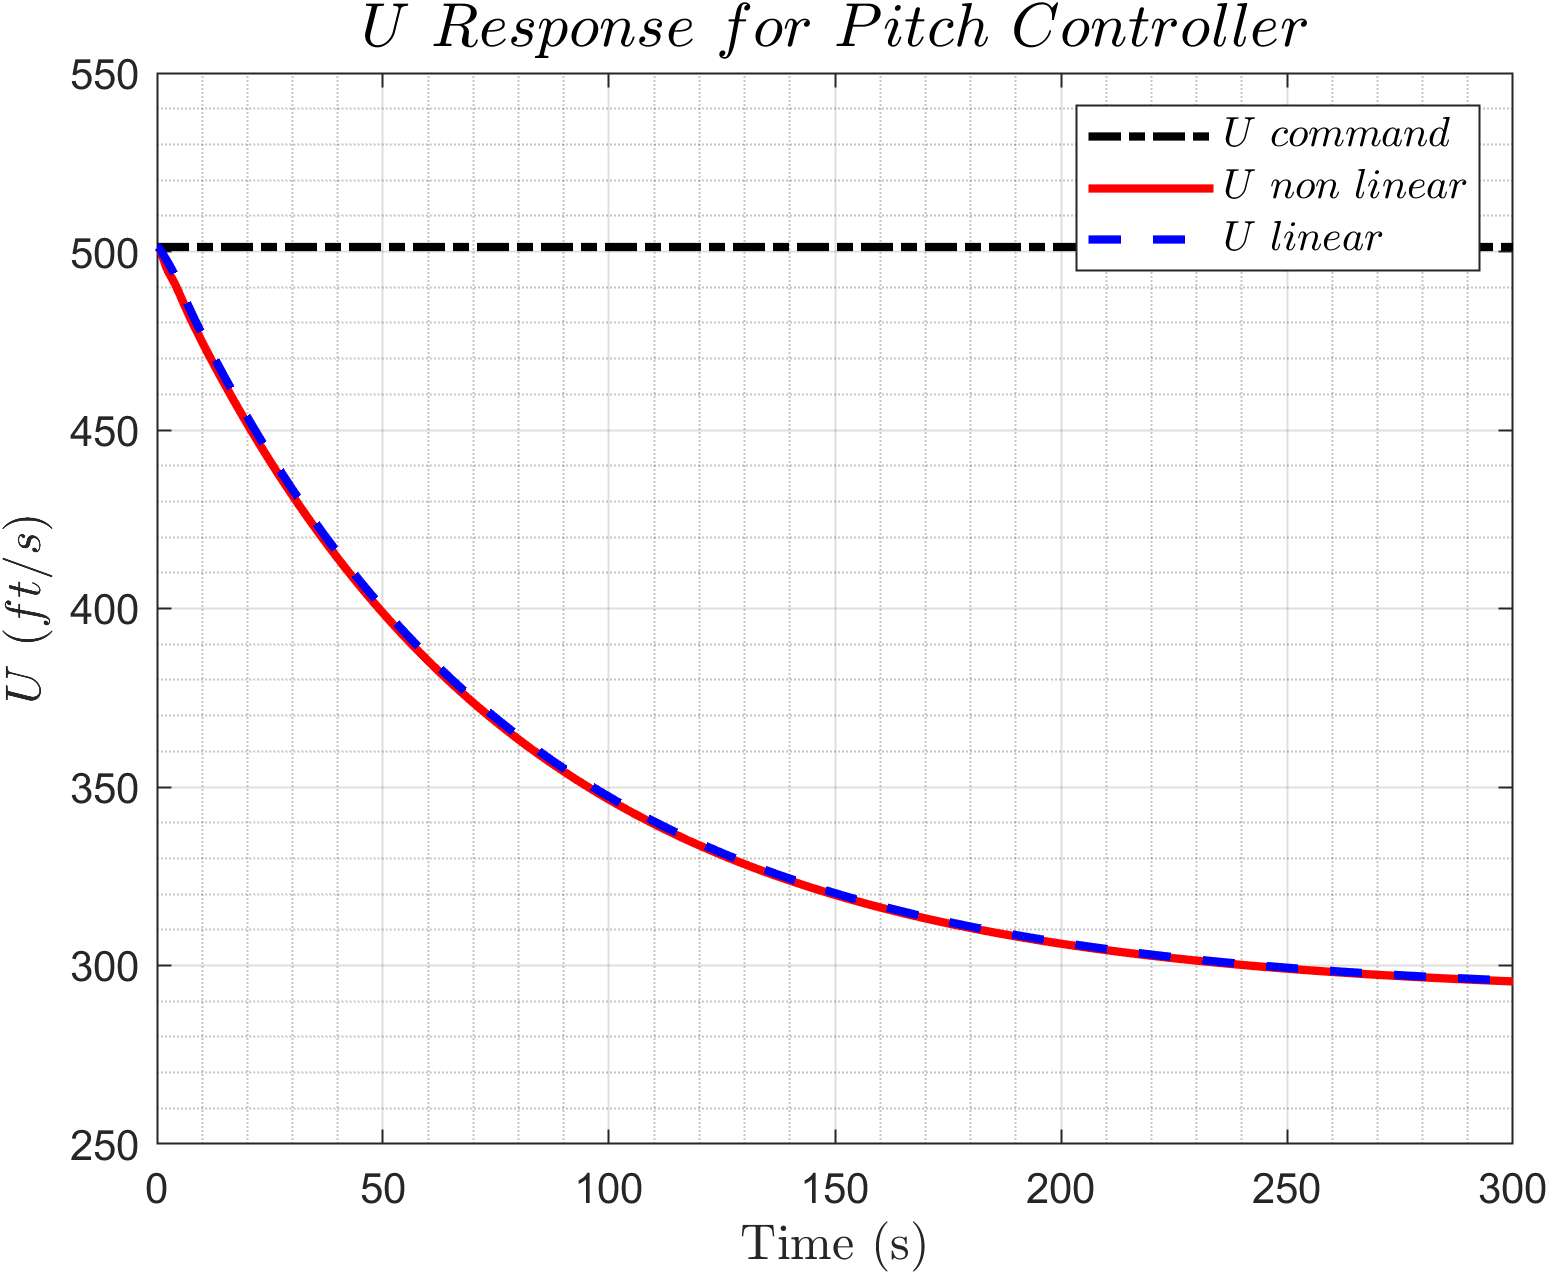 U Response for Pitch Controller
550
500
450
400
350
300
250
U (ft/s)
U command
U non linear
U linear
0 50 100 150 200 250 300
Time (s)